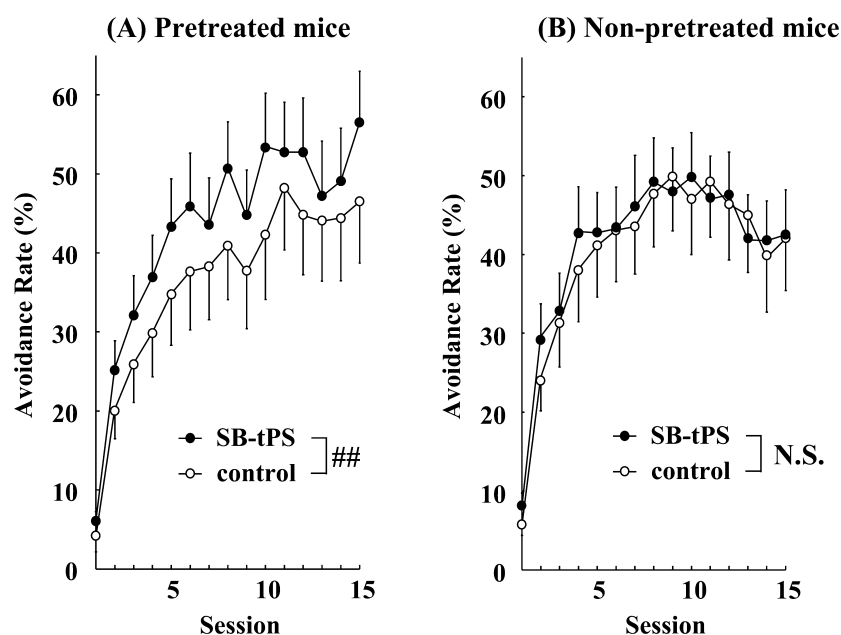 (A) Pretreated mice
Avoidance Rate (%)
60
50
40
30
20
10
0
SB-tPS
control
##
5
10
15
Session
(B) Non-pretreated mice
Avoidance Rate (%)
60
50
40
30
20
10
0
SB-tPS
control
N.S.
5
10
15
Session